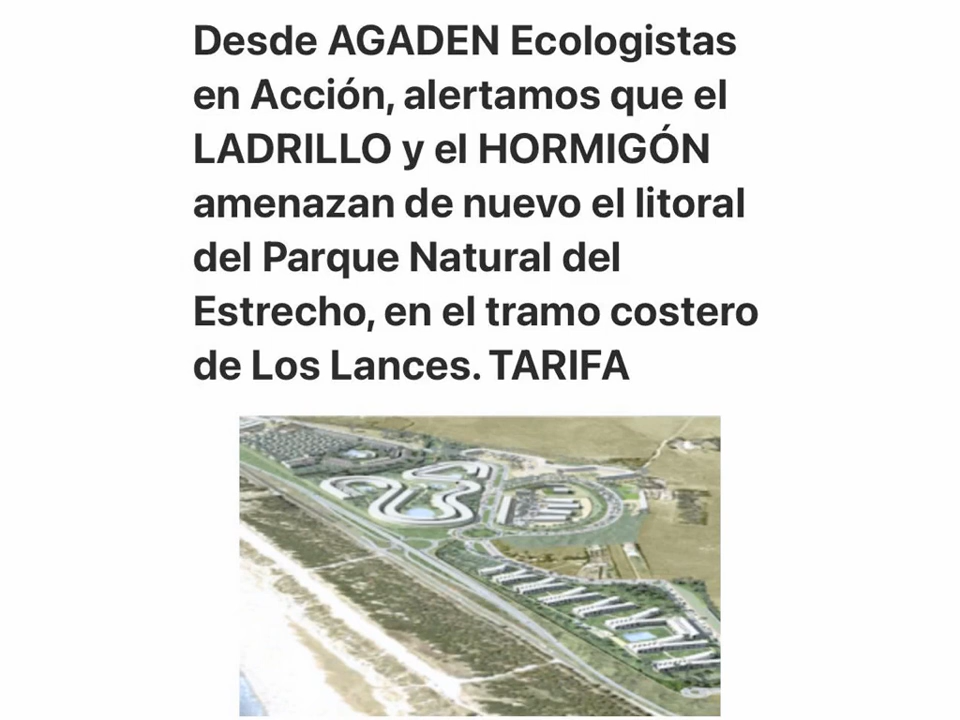 Desde AGADEN Ecologistas
en Acción, alertamos que el
LADRILLO y el HORMIGÓN
amenazan de nuevo el litoral
del Parque Natural del
Estrecho, en el tramo costero
de Los Lances. TARIFA